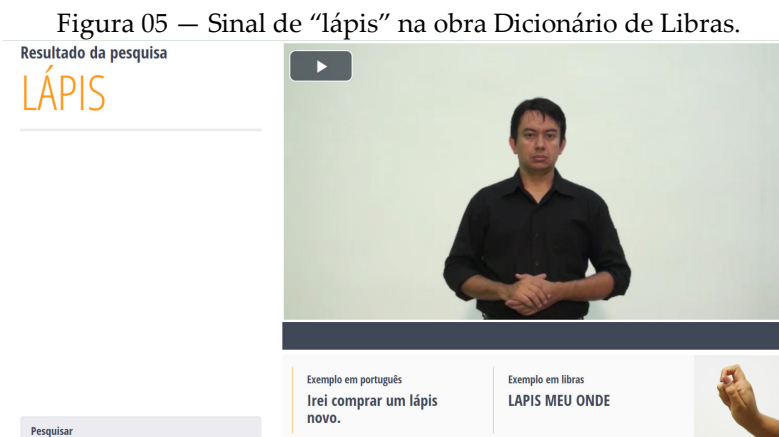 Figura 05 — Sinal de “lápis” na obra Dicionário de Libras.
Resultado da pesquisa
LÁPIS
Exemplo em português
Irei comprar um lápis
novo.
Exemplo em libras
LAPIS MEU ONDE
Pesquisar